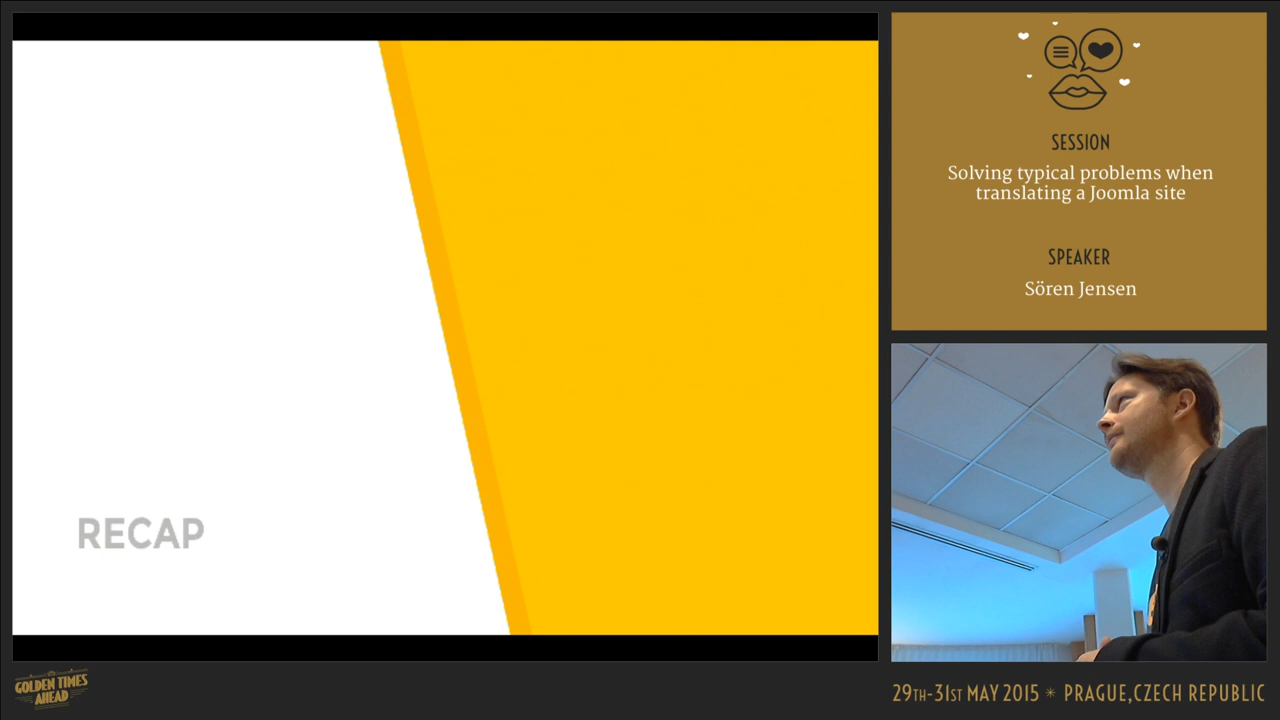 RECAP
SESSION
Solving typical problems when
translating a Joomla site
SPEAKER
Sören Jensen
GOLDEN TIMES
AHEAD
29TH-31ST MAY 2015 * PRAGUE, CZECH REPUBLIC